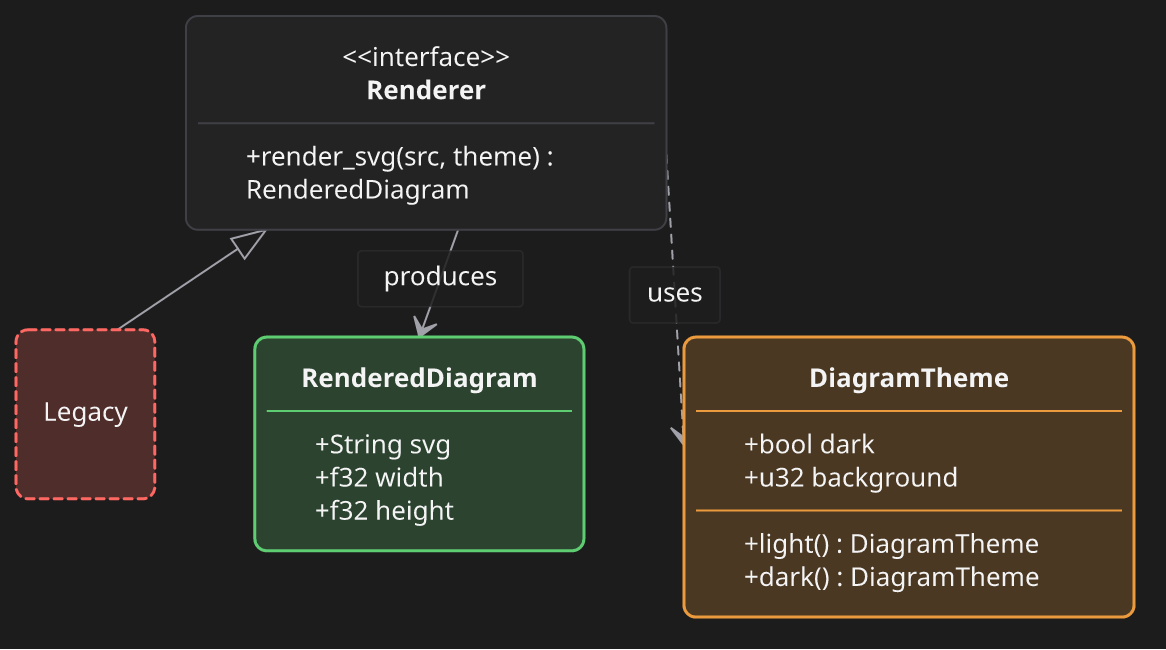 <<interface>>
Renderer
+render_svg(src, theme) :
RenderedDiagram
produces
uses
Legacy
RenderedDiagram
+String svg
+f32 width
+f32 height
DiagramTheme
+bool dark
+u32 background
+light() : DiagramTheme
+dark() : DiagramTheme